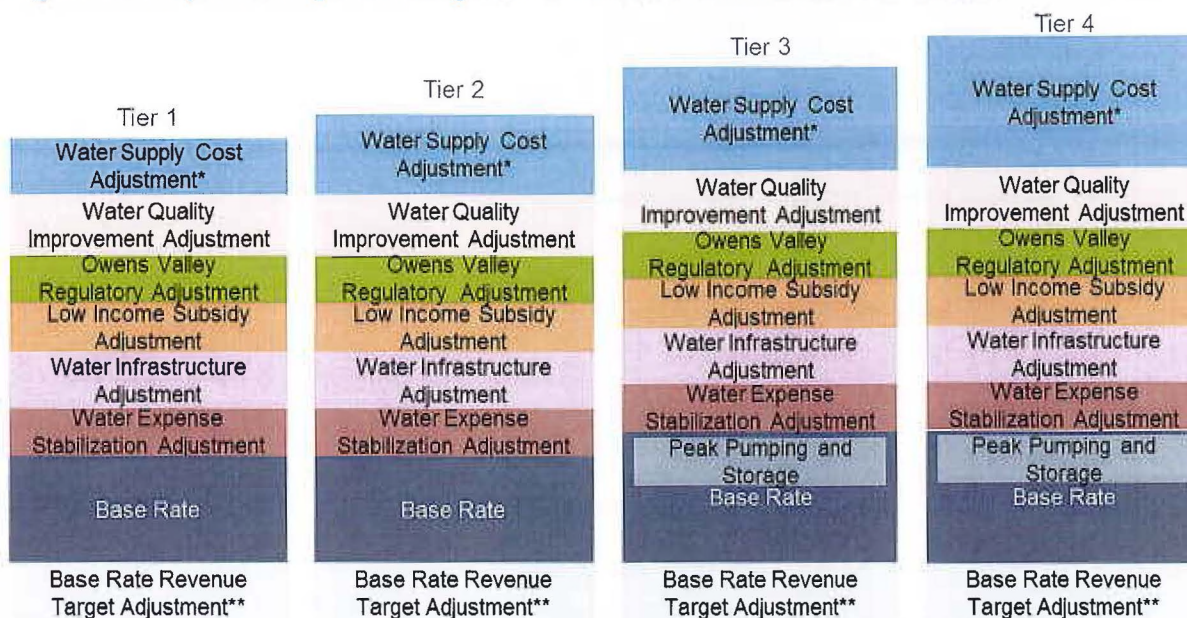 Tier 1
Water Supply Cost
Adjustment*
Water Quality
Improvement Adjustment
Owens Valley
Regulatory Adjustment
Low Income Subsidy
Adjustment
Water Infrastructure
Adjustment
Water Expense
Stabilization Adjustment
Base Rate
Base Rate Revenue
Target Adjustment**
Tier 2
Water Supply Cost
Adjustment*
Water Quality
Improvement Adjustment
Owens Valley
Regulatory Adjustment
Low Income Subsidy
Adjustment
Water Infrastructure
Adjustment
Water Expense
Stabilization Adjustment
Base Rate
Base Rate Revenue
Target Adjustment**
Tier 3
Water Supply Cost
Adjustment*
Water Quality
Improvement Adjustment
Owens Valley
Regulatory Adjustment
Low Income Subsidy
Adjustment
Water Infrastructure
Adjustment
Water Expense
Stabilization Adjustment
Peak Pumping and
Storage
Base Rate
Base Rate Revenue
Target Adjustment**
Tier 4
Water Supply Cost
Adjustment*
Water Quality
Improvement Adjustment
Owens Valley
Regulatory Adjustment
Low Income Subsidy
Adjustment
Water Infrastructure
Adjustment
Water Expense
Stabilization Adjustment
Peak Pumping and
Storage
Base Rate
Base Rate Revenue
Target Adjustment**